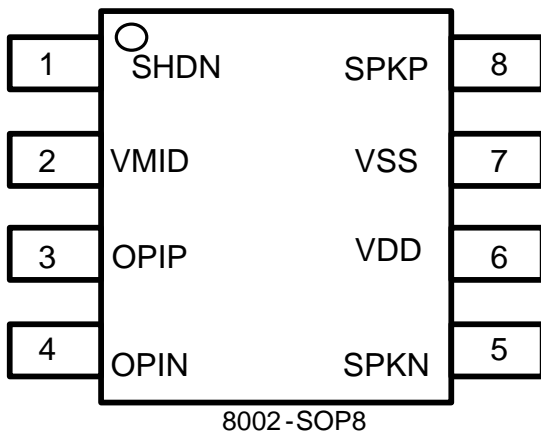 1 SHDN SPKP 8
2 VMID VSS 7
3 OPIP VDD 6
4 OPIN SPKN 5
8002-SOP8